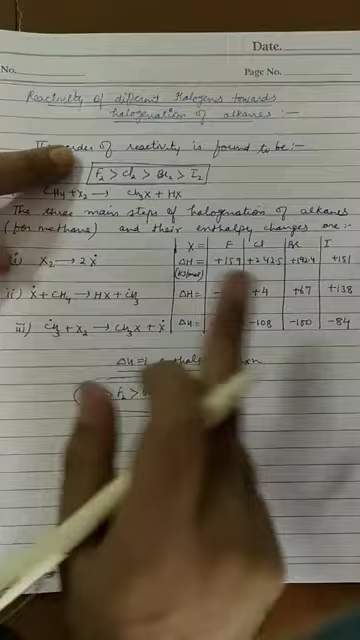 Date.
No.
Page No.
Reactivity of different Halogens towards
halogenation of alkanes :-
order of reactivity is found to be:-
F₂ > Cl₂ > Br₂ > I₂
CH₄+X₂ → CH₃X + HX
The three main steps of halogenation of alkanes
(for methane) and their enthalpy changes are :-
X = F Cl Br I
i) X₂ → 2Ẋ ΔH = (kJ/mol) +159 +242.5 +192.4 +151
ii) Ẋ + CH₄ → HX + ĊH₃ ΔH = +4 +67 +138
iii) ĊH₃ + X₂ → CH₃X + Ẋ ΔH = -108 -100 -84
ΔH =
F₂ >